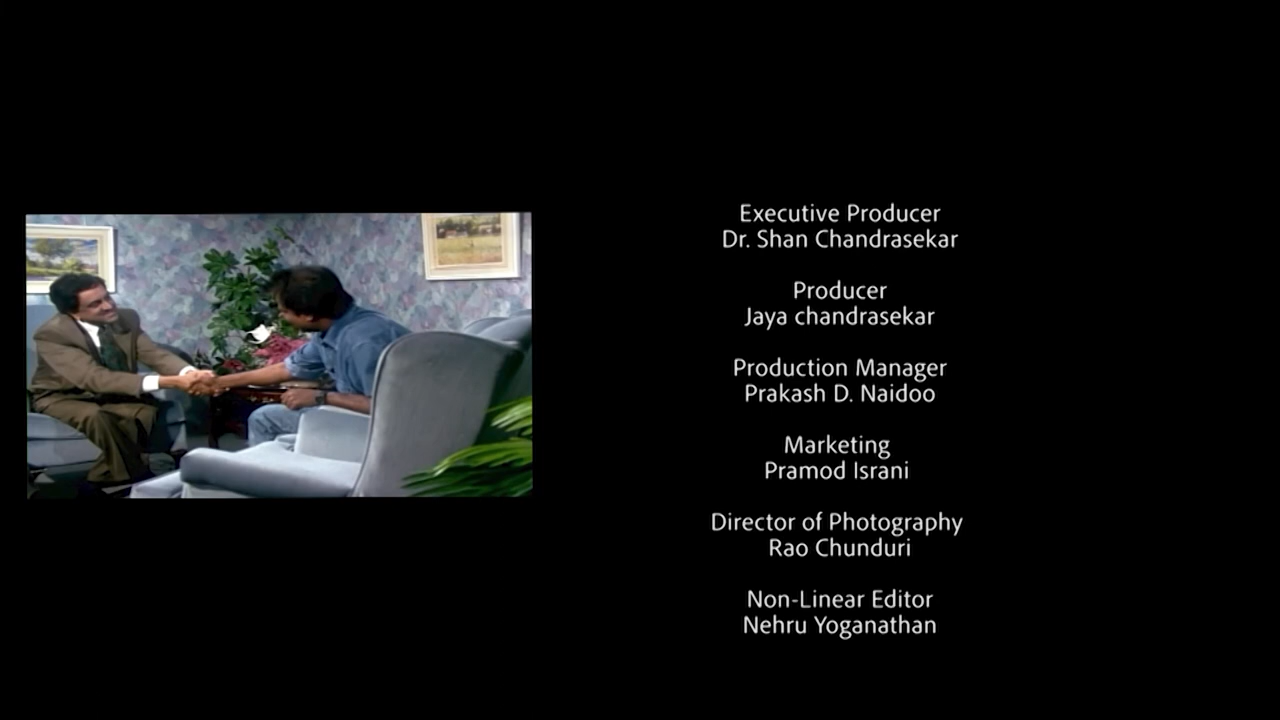 Executive Producer
Dr. Shan Chandrasekar
Producer
Jaya chandrasekar
Production Manager
Prakash D. Naidoo
Marketing
Pramod Israni
Director of Photography
Rao Chunduri
Non-Linear Editor
Nehru Yoganathan